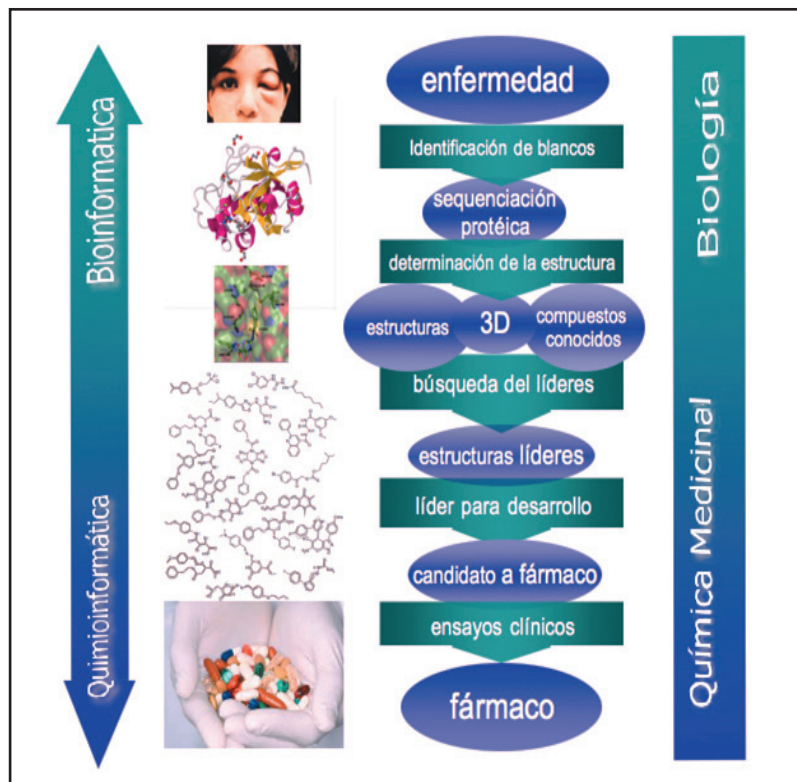 Bioinformatica
Quimioinformática
enfermedad
Identificación de blancos
sequenciación
protéica
determinación de la estructura
estructuras
3D
compuestos
conocidos
búsqueda del líderes
estructuras líderes
líder para desarrollo
candidato a fármaco
ensayos clínicos
fármaco
Biología
Química Medicinal